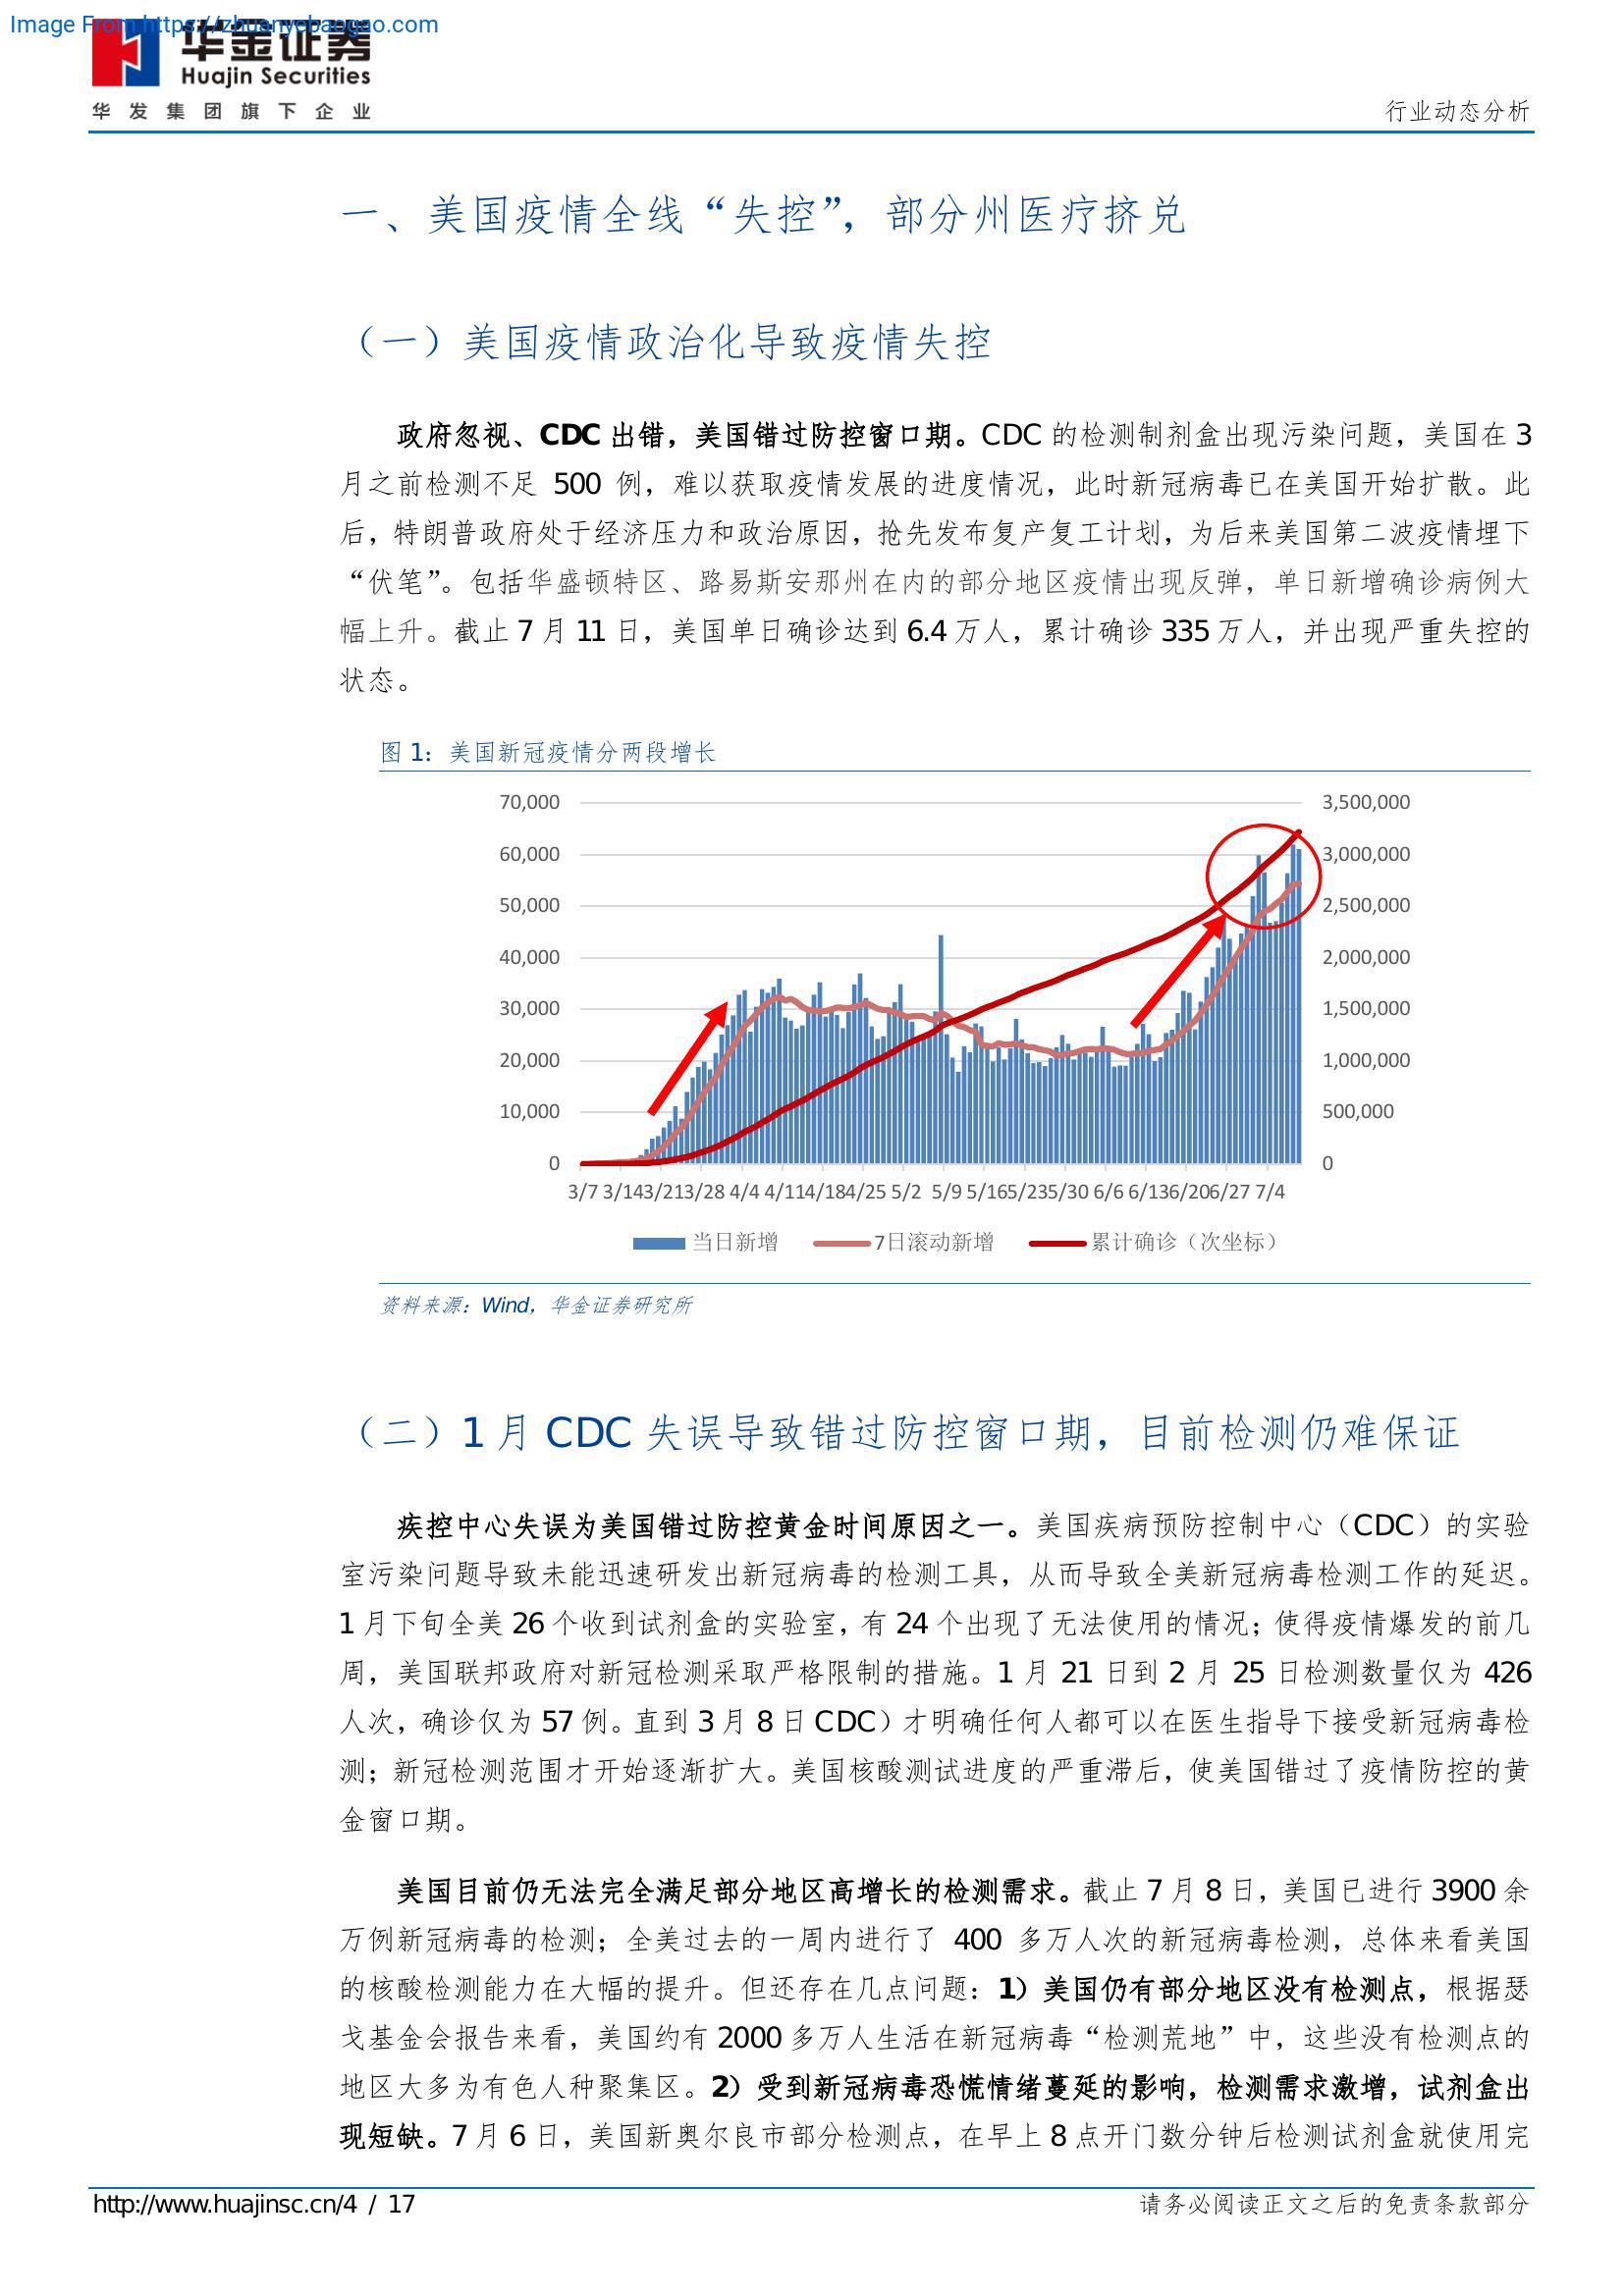 Image From https://zhuanyebaogao.com
华金证券
Huajin Securities
华发集团旗下企业
行业动态分析
一、美国疫情全线“失控”，部分州医疗挤兑
（一）美国疫情政治化导致疫情失控
政府忽视、CDC 出错，美国错过防控窗口期。CDC 的检测制剂盒出现污染问题，美国在 3
月之前检测不足 500 例，难以获取疫情发展的进度情况，此时新冠病毒已在美国开始扩散。此
后，特朗普政府处于经济压力和政治原因，抢先发布复产复工计划，为后来美国第二波疫情埋下
“伏笔”。包括华盛顿特区、路易斯安那州在内的部分地区疫情出现反弹，单日新增确诊病例大
幅上升。截止 7 月 11 日，美国单日确诊达到 6.4 万人，累计确诊 335 万人，并出现严重失控的
状态。
图 1：美国新冠疫情分两段增长
70,000 3,500,000
60,000 3,000,000
50,000 2,500,000
40,000 2,000,000
30,000 1,500,000
20,000 1,000,000
10,000 500,000
0 0
3/7 3/14 3/21 3/28 4/4 4/11 4/18 4/25 5/2 5/9 5/16 5/23 5/30 6/6 6/13 6/20 6/27 7/4
当日新增 7日滚动新增 累计确诊（次坐标）
资料来源：Wind，华金证券研究所
（二）1 月 CDC 失误导致错过防控窗口期，目前检测仍难保证
疾控中心失误为美国错过防控黄金时间原因之一。美国疾病预防控制中心（CDC）的实验
室污染问题导致未能迅速研发出新冠病毒的检测工具，从而导致全美新冠病毒检测工作的延迟。
1 月下旬全美 26 个收到试剂盒的实验室，有 24 个出现了无法使用的情况；使得疫情爆发的前几
周，美国联邦政府对新冠检测采取严格限制的措施。1 月 21 日到 2 月 25 日检测数量仅为 426
人次，确诊仅为 57 例。直到 3 月 8 日 CDC）才明确任何人都可以在医生指导下接受新冠病毒检
测；新冠检测范围才开始逐渐扩大。美国核酸测试进度的严重滞后，使美国错过了疫情防控的黄
金窗口期。
美国目前仍无法完全满足部分地区高增长的检测需求。截止 7 月 8 日，美国已进行 3900 余
万例新冠病毒的检测；全美过去的一周内进行了 400 多万人次的新冠病毒检测，总体来看美国
的核酸检测能力在大幅的提升。但还存在几点问题：1）美国仍有部分地区没有检测点，根据瑟
戈基金会报告来看，美国约有 2000 多万人生活在新冠病毒“检测荒地”中，这些没有检测点的
地区大多为有色人种聚集区。2）受到新冠病毒恐慌情绪蔓延的影响，检测需求激增，试剂盒出
现短缺。7 月 6 日，美国新奥尔良市部分检测点，在早上 8 点开门数分钟后检测试剂盒就使用完
http://www.huajinsc.cn/4 / 17
请务必阅读正文之后的免责条款部分